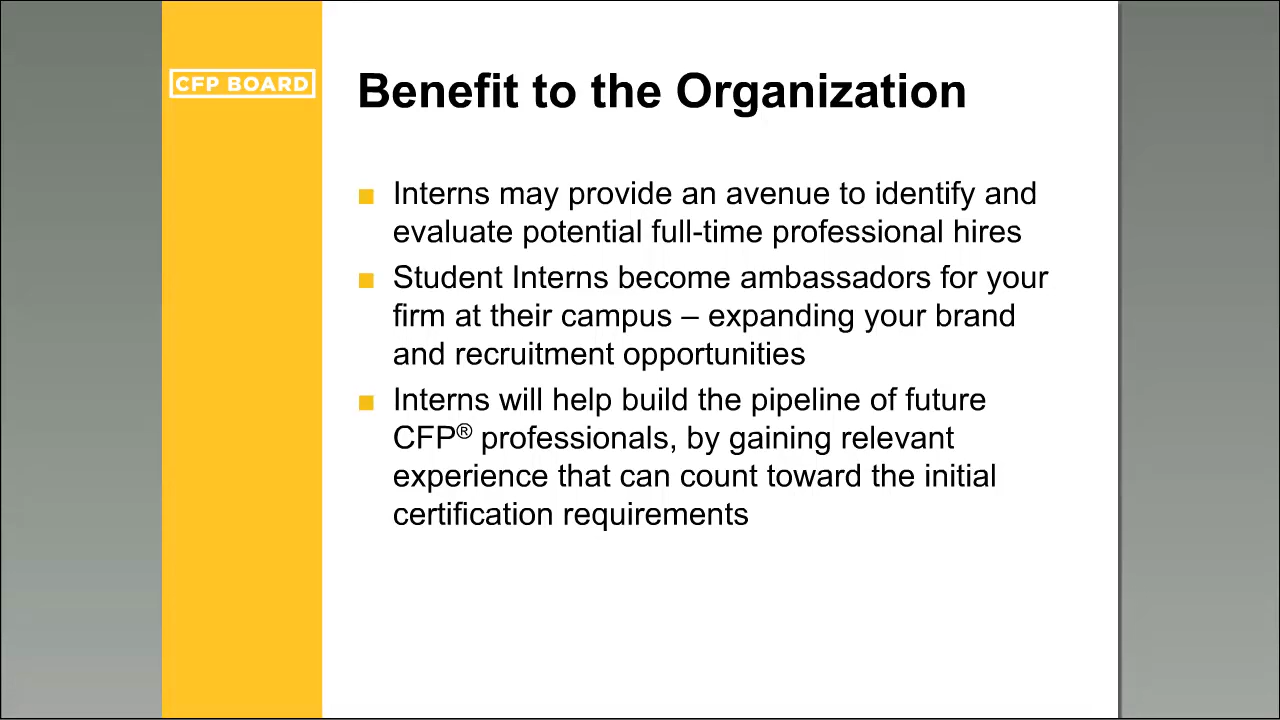 CFP BOARD
Benefit to the Organization
■ Interns may provide an avenue to identify and
evaluate potential full-time professional hires
■ Student Interns become ambassadors for your
firm at their campus – expanding your brand
and recruitment opportunities
■ Interns will help build the pipeline of future
CFP® professionals, by gaining relevant
experience that can count toward the initial
certification requirements